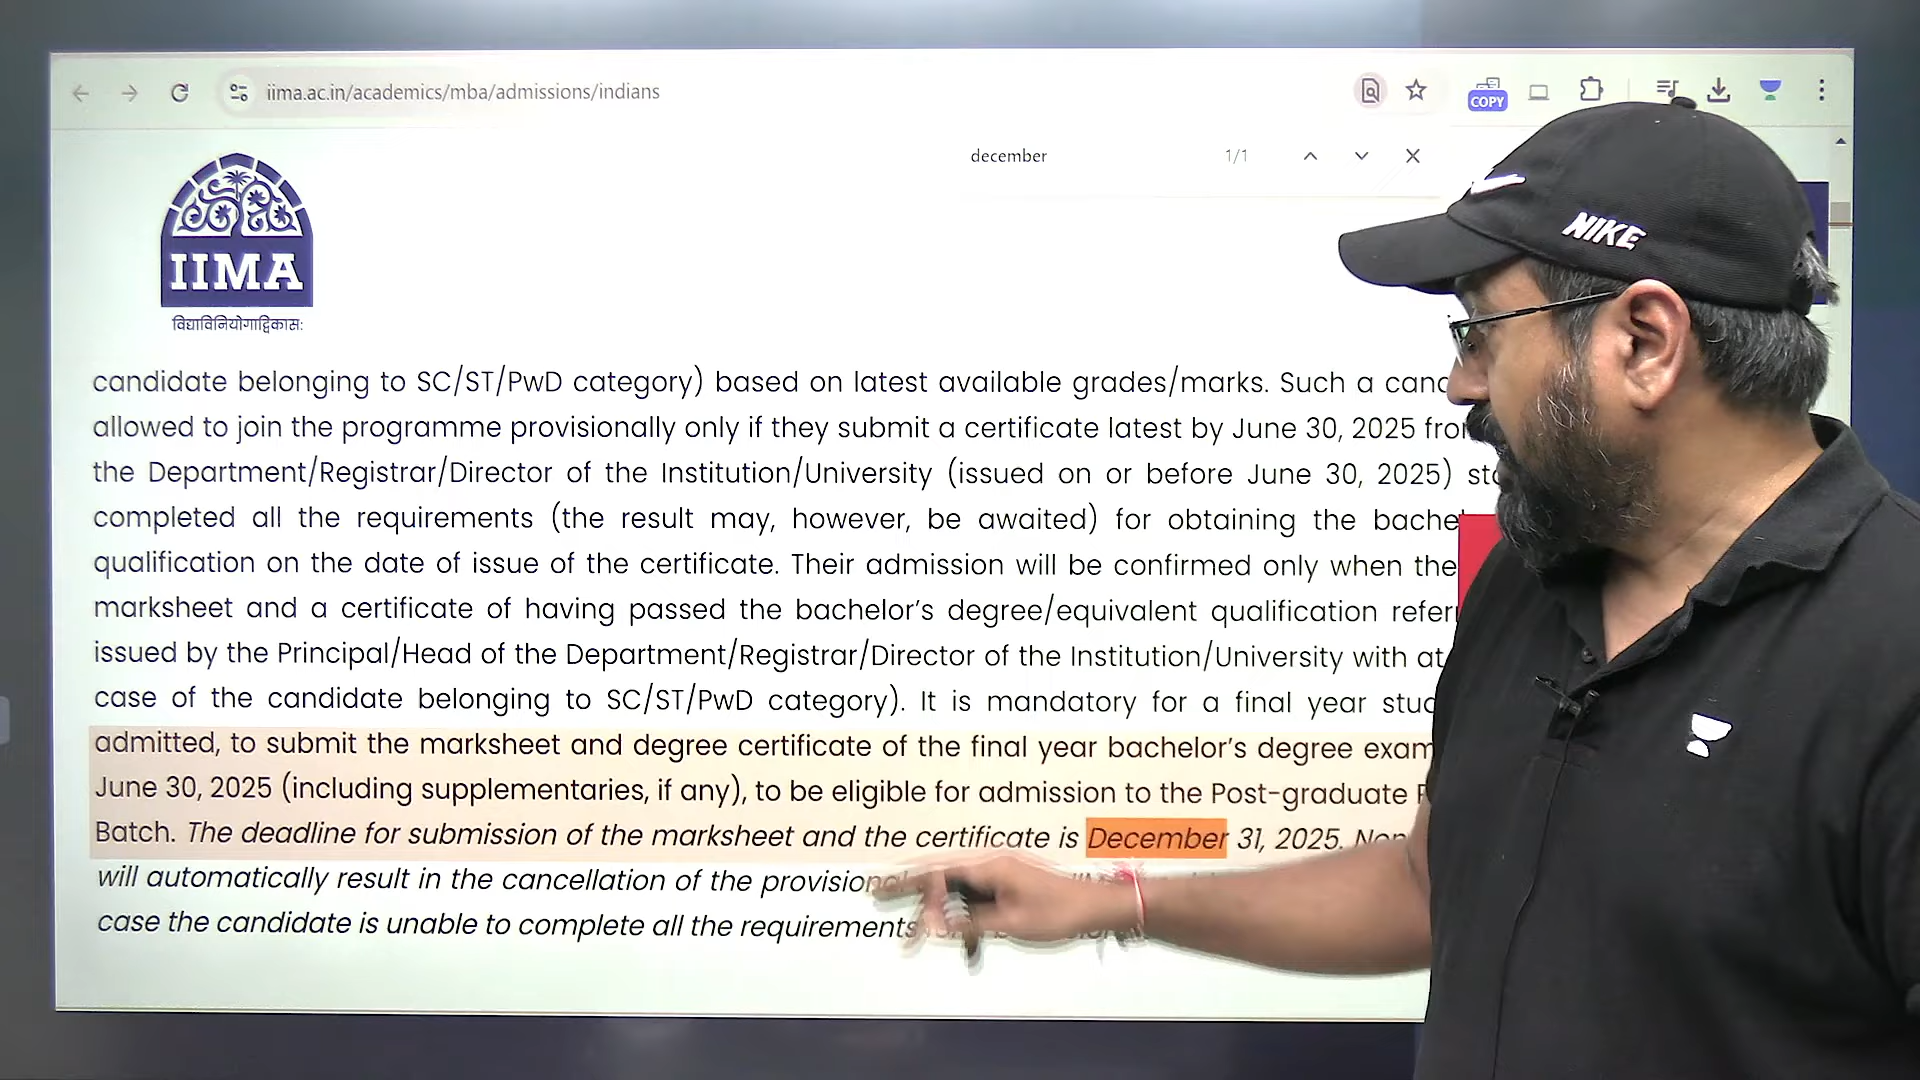 iima.ac.in/academics/mba/admissions/indians
COPY
december 1/1
NIKE
IIMA
विद्याविनियोगाद्विकास:
candidate belonging to SC/ST/PwD category) based on latest available grades/marks. Such a
allowed to join the programme provisionally only if they submit a certificate latest by June 30, 2025
the Department/Registrar/Director of the Institution/University (issued on or before June 30, 2025)
completed all the requirements (the result may, however, be awaited) for obtaining the
qualification on the date of issue of the certificate. Their admission will be confirmed only when
marksheet and a certificate of having passed the bachelor's degree/equivalent qualification
issued by the Principal/Head of the Department/Registrar/Director of the Institution/University with at
case of the candidate belonging to SC/ST/PwD category). It is mandatory for a final year
admitted, to submit the marksheet and degree certificate of the final year bachelor's degree
June 30, 2025 (including supplementaries, if any), to be eligible for admission to the Post-graduate
Batch. The deadline for submission of the marksheet and the certificate is December 31, 2025.
will automatically result in the cancellation of the
case the candidate is unable to complete all the requirements